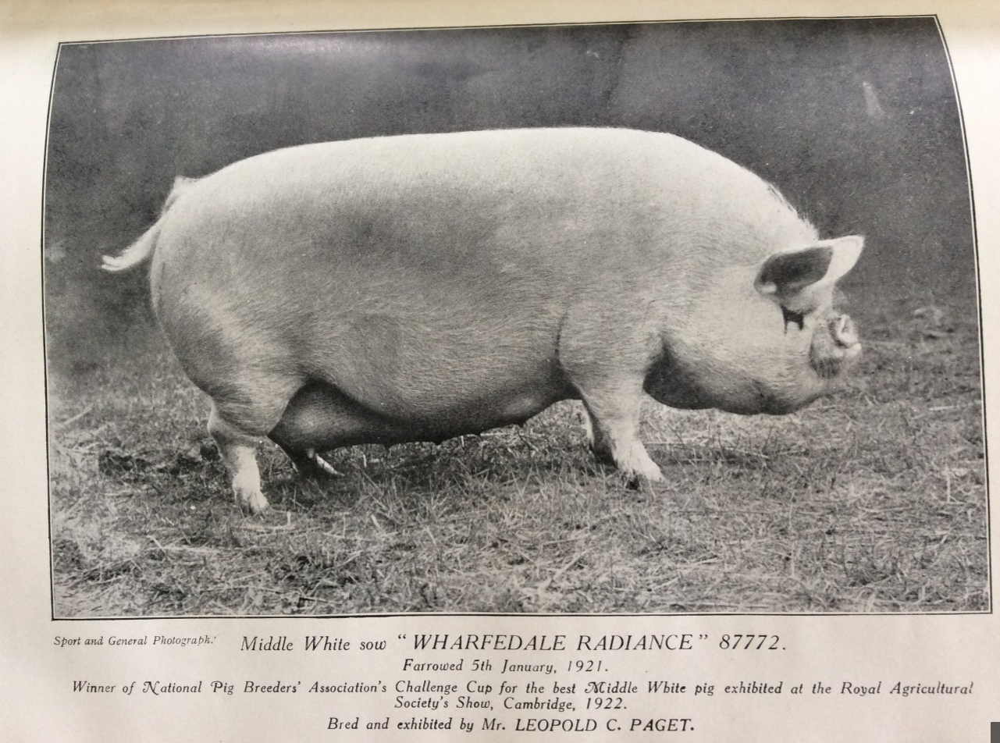 Sport and General Photograph. Middle White sow “WHARFEDALE RADIANCE” 87772.
Farrowed 5th January, 1921.
Winner of National Pig Breeders’ Association’s Challenge Cup for the best Middle White pig exhibited at the Royal Agricultural
Society’s Show, Cambridge, 1922.
Bred and exhibited by Mr. LEOPOLD C. PAGET.